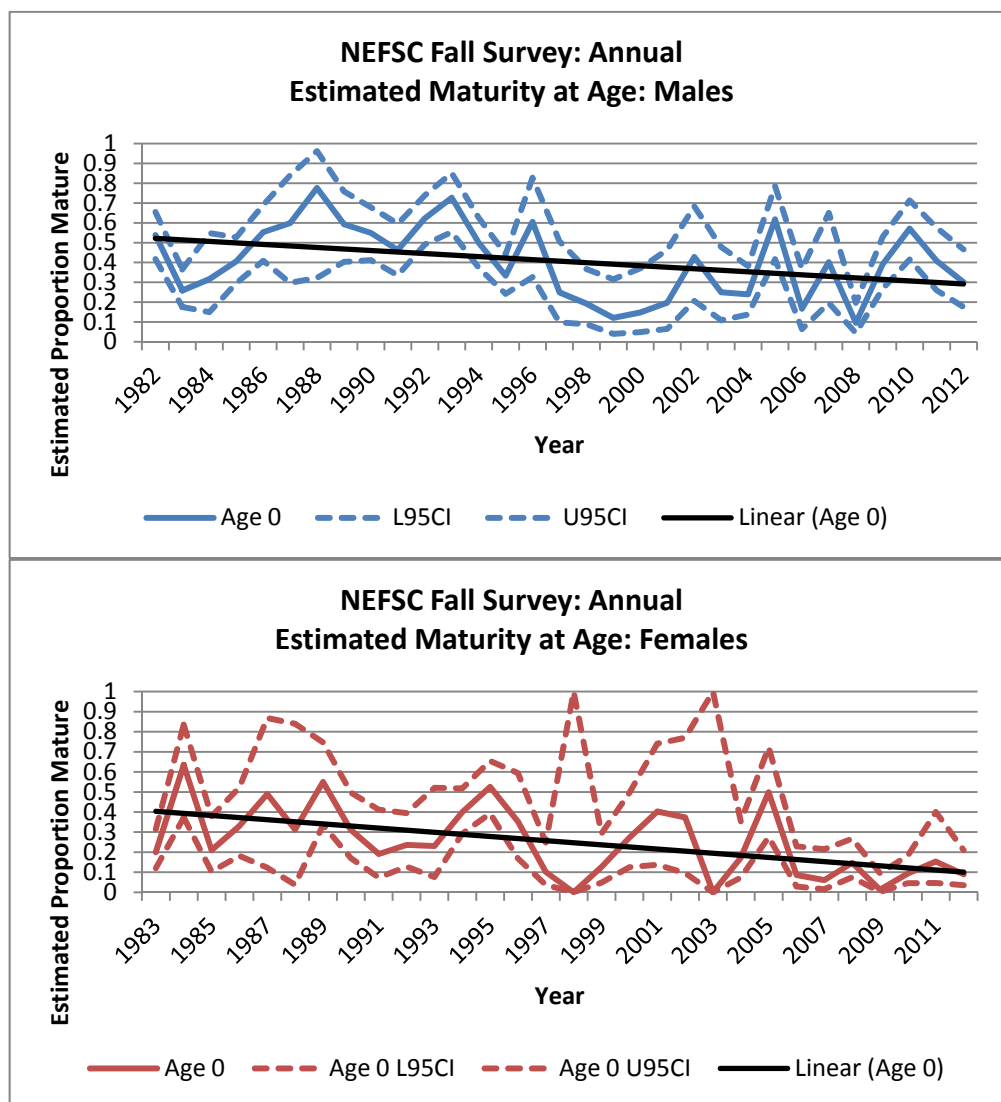 NEFSC Fall Survey: Annual
Estimated Maturity at Age: Males
Estimated Proportion Mature
1
0.9
0.8
0.7
0.6
0.5
0.4
0.3
0.2
0.1
0
1982 1984 1986 1988 1990 1992 1994 1996 1998 2000 2002 2004 2006 2008 2010 2012
Year
Age 0 L95CI U95CI Linear (Age 0)
NEFSC Fall Survey: Annual
Estimated Maturity at Age: Females
Estimated Proportion Mature
1
0.9
0.8
0.7
0.6
0.5
0.4
0.3
0.2
0.1
0
1983 1985 1987 1989 1991 1993 1995 1997 1999 2001 2003 2005 2007 2009 2011
Year
Age 0 Age 0 L95CI Age 0 U95CI Linear (Age 0)